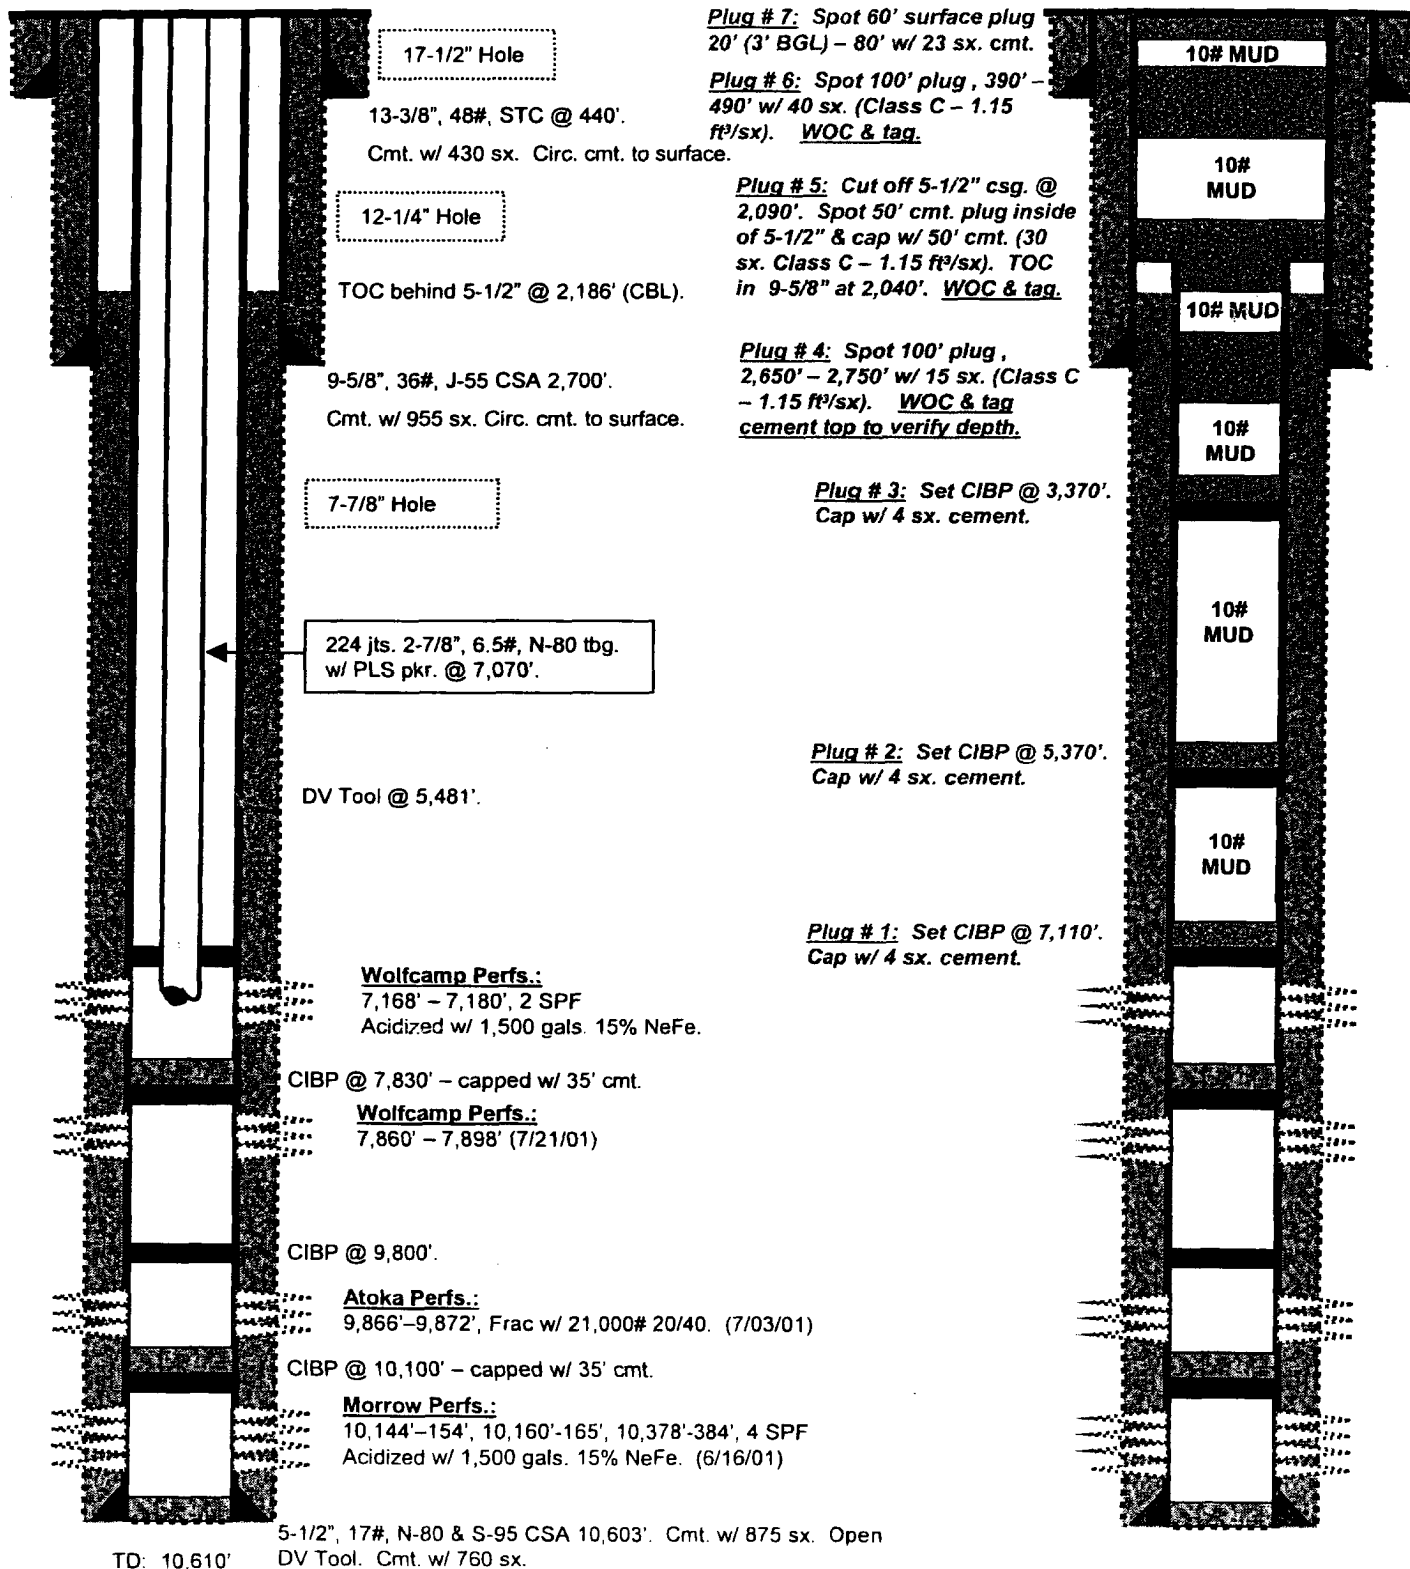 17-1/2" Hole
13-3/8", 48#, STC @ 440'.
Cmt. w/ 430 sx. Circ. cmt. to surface.
12-1/4" Hole
TOC behind 5-1/2" @ 2,186' (CBL).
9-5/8", 36#, J-55 CSA 2,700'.
Cmt. w/ 955 sx. Circ. cmt. to surface.
7-7/8" Hole
224 jts. 2-7/8", 6.5#, N-80 tbg.
w/ PLS pkr. @ 7,070'.
DV Tool @ 5,481'.
Wolfcamp Perfs.:
7,168' – 7,180', 2 SPF
Acidized w/ 1,500 gals. 15% NeFe.
CIBP @ 7,830' – capped w/ 35' cmt.
Wolfcamp Perfs.:
7,860' – 7,898' (7/21/01)
CIBP @ 9,800'.
Atoka Perfs.:
9,866'–9,872', Frac w/ 21,000# 20/40. (7/03/01)
CIBP @ 10,100' – capped w/ 35' cmt.
Morrow Perfs.:
10,144'–154', 10,160'-165', 10,378'-384', 4 SPF
Acidized w/ 1,500 gals. 15% NeFe. (6/16/01)
5-1/2", 17#, N-80 & S-95 CSA 10,603'. Cmt. w/ 875 sx. Open
DV Tool. Cmt. w/ 760 sx.
TD: 10,610'
Plug # 7: Spot 60' surface plug
20' (3' BGL) – 80' w/ 23 sx. cmt.
Plug # 6: Spot 100' plug , 390' –
490' w/ 40 sx. (Class C – 1.15
ft³/sx). WOC & tag.
Plug # 5: Cut off 5-1/2" csg. @
2,090'. Spot 50' cmt. plug inside
of 5-1/2" & cap w/ 50' cmt. (30
sx. Class C – 1.15 ft³/sx). TOC
in 9-5/8" at 2,040'. WOC & tag.
Plug # 4: Spot 100' plug ,
2,650' – 2,750' w/ 15 sx. (Class C
– 1.15 ft³/sx). WOC & tag
cement top to verify depth.
Plug # 3: Set CIBP @ 3,370'.
Cap w/ 4 sx. cement.
Plug # 2: Set CIBP @ 5,370'.
Cap w/ 4 sx. cement.
Plug # 1: Set CIBP @ 7,110'.
Cap w/ 4 sx. cement.
10# MUD
10#
MUD
10# MUD
10#
MUD
10#
MUD
10#
MUD